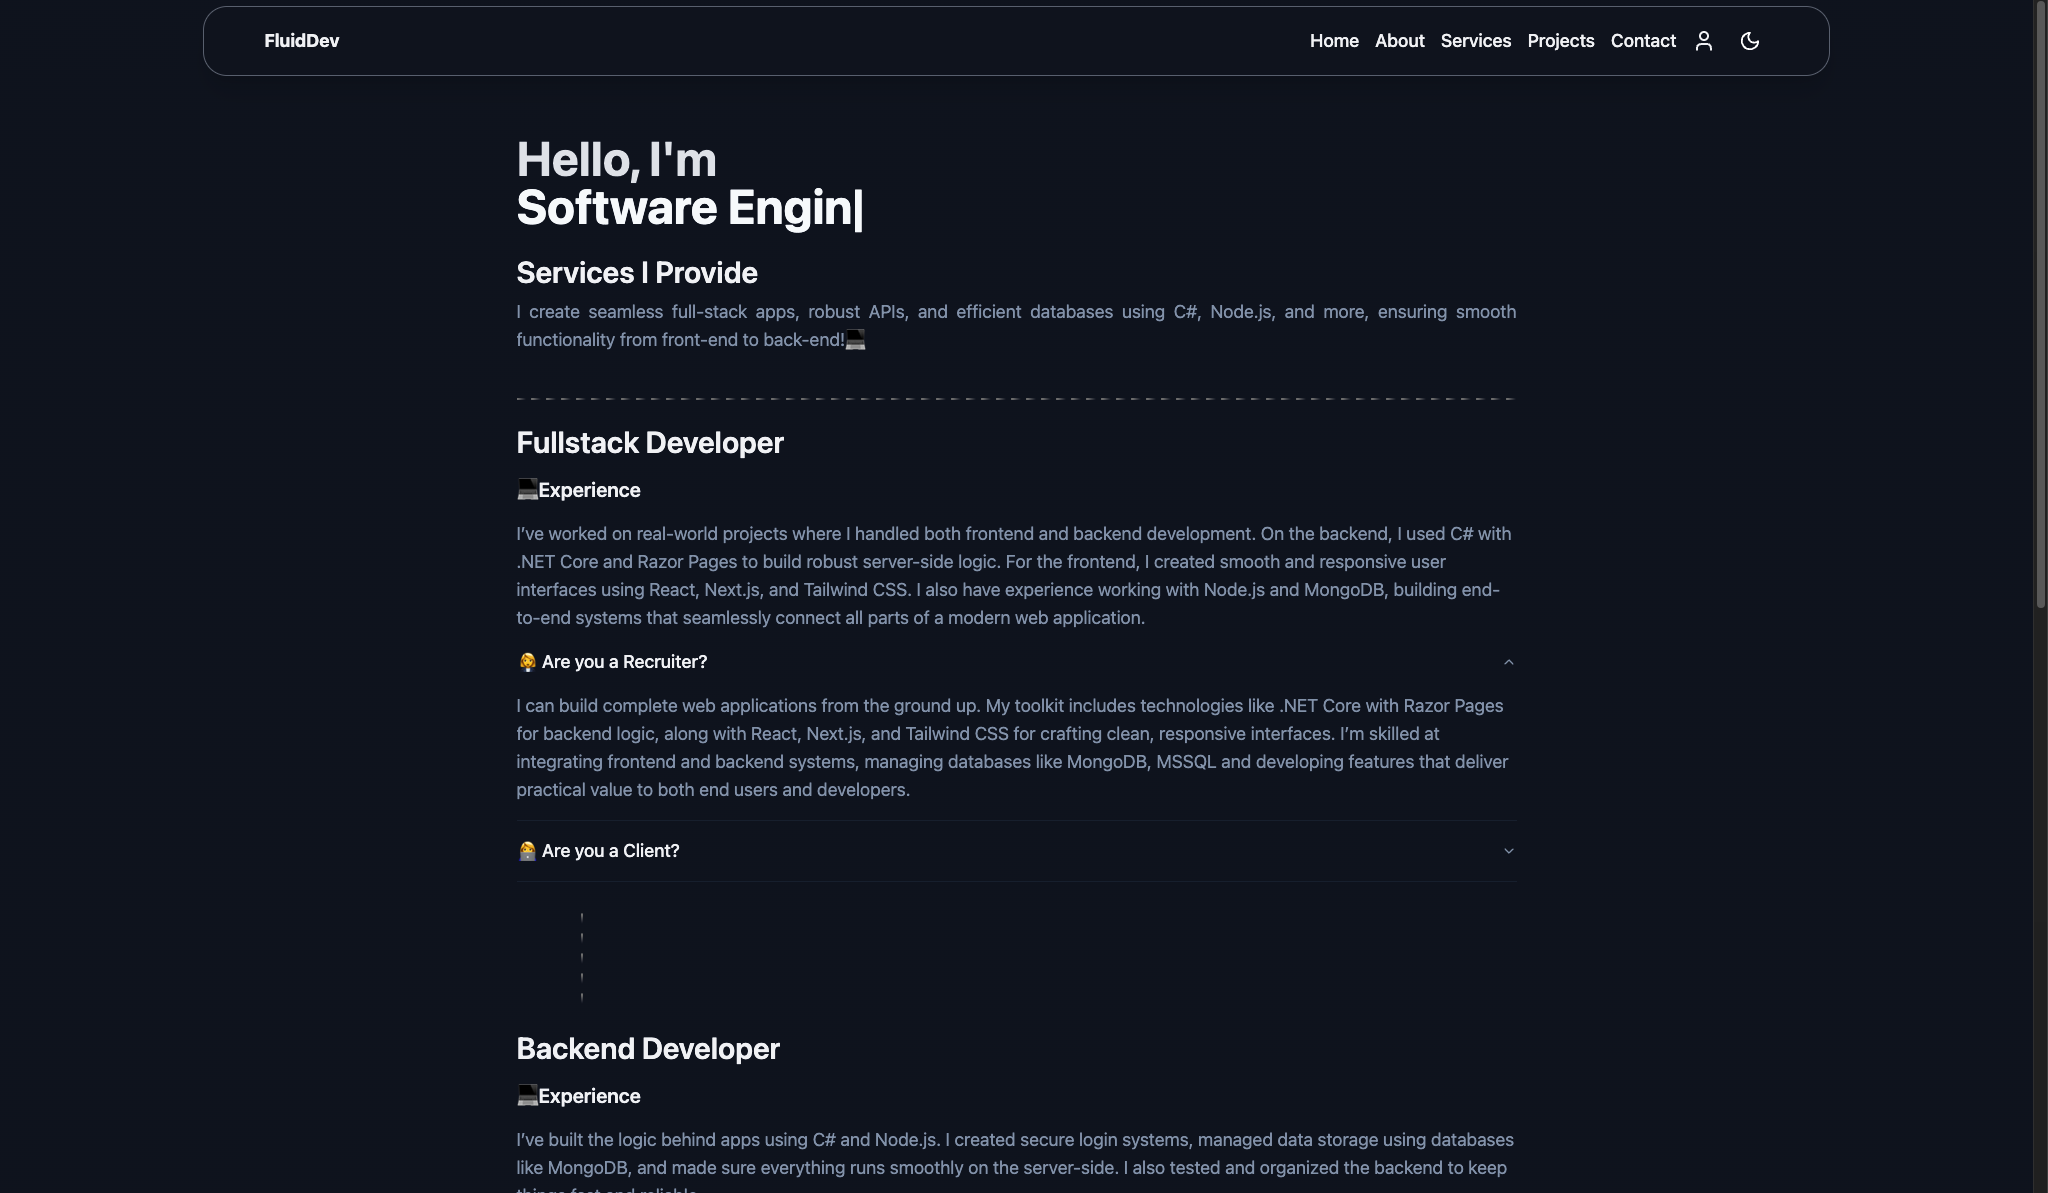 FluidDev
Home About Services Projects Contact
Hello, I'm
Software Engin|
Services I Provide
I create seamless full-stack apps, robust APIs, and efficient databases using C#, Node.js, and more, ensuring smooth
functionality from front-end to back-end!💻
Fullstack Developer
💻Experience
I’ve worked on real-world projects where I handled both frontend and backend development. On the backend, I used C# with
.NET Core and Razor Pages to build robust server-side logic. For the frontend, I created smooth and responsive user
interfaces using React, Next.js, and Tailwind CSS. I also have experience working with Node.js and MongoDB, building end-
to-end systems that seamlessly connect all parts of a modern web application.
👩‍💼 Are you a Recruiter?
I can build complete web applications from the ground up. My toolkit includes technologies like .NET Core with Razor Pages
for backend logic, along with React, Next.js, and Tailwind CSS for crafting clean, responsive interfaces. I’m skilled at
integrating frontend and backend systems, managing databases like MongoDB, MSSQL and developing features that deliver
practical value to both end users and developers.
👩‍💻 Are you a Client?
Backend Developer
💻Experience
I’ve built the logic behind apps using C# and Node.js. I created secure login systems, managed data storage using databases
like MongoDB, and made sure everything runs smoothly on the server-side. I also tested and organized the backend to keep
things fast and reliable.